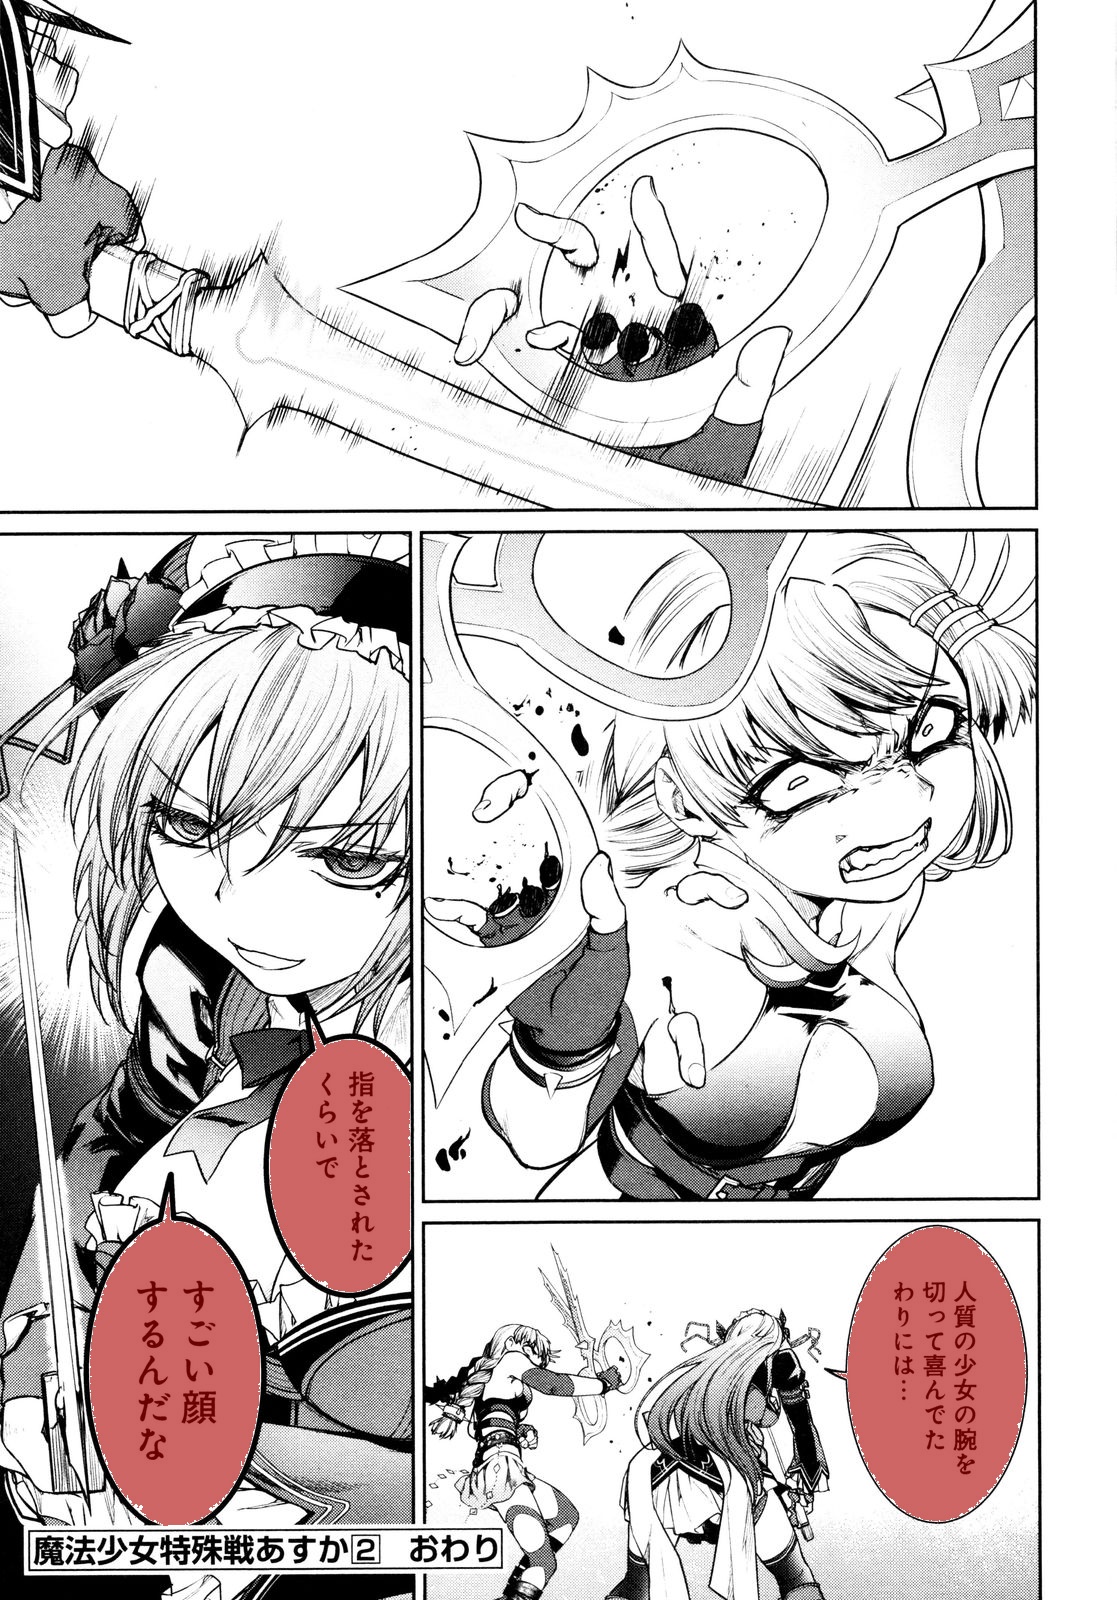 人質の少女の腕を
切って喜んでた
わりには…
指を落とされた
くらいで
すごい顔
するんだな
魔法少女特殊戦あすか2 おわり